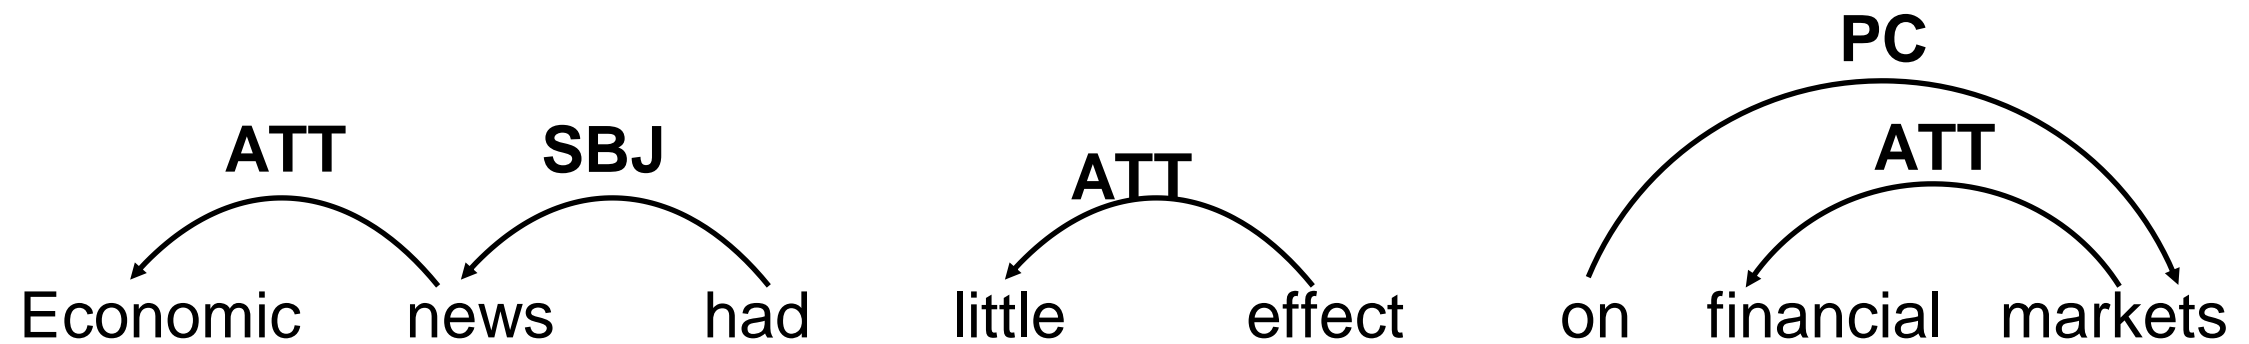 PC
ATT SBJ ATT ATT
Economic news had little effect on financial markets